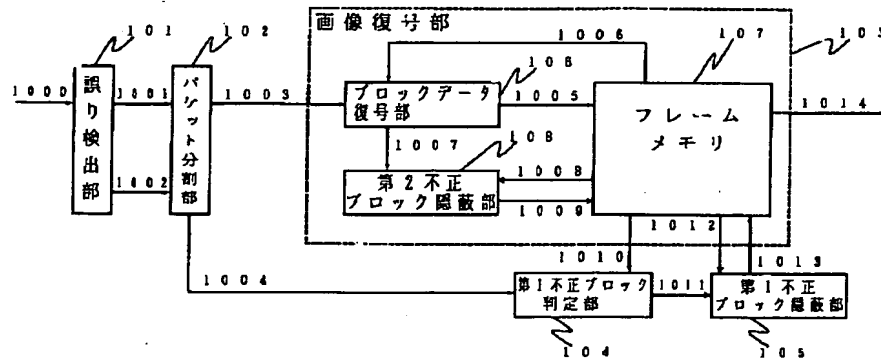 画像復号部
101
102
1006
107
103
1000
誤り検出部
1001
1002
パケット分割部
1003
ブロックデータ
復号部
106
1005
フレーム
メモリ
1014
1007
108
第2不正
ブロック隠蔽部
1008
1009
1012
1010
1013
1004
第1不正ブロック
判定部
1011
第1不正
ブロック隠蔽部
104
105